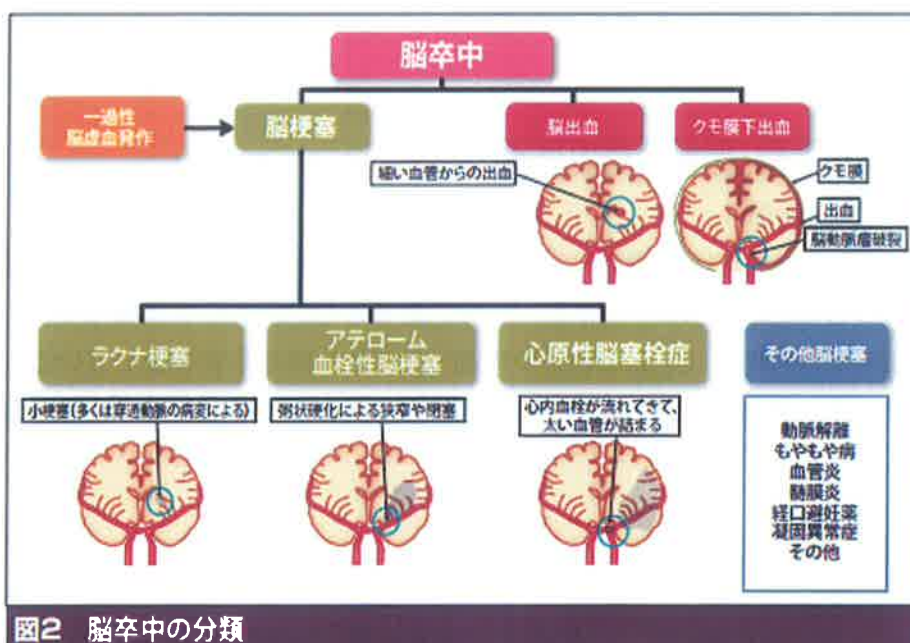 脳卒中
一過性
脳虚血発作
脳梗塞
脳出血
クモ膜下出血
細い血管からの出血
クモ膜
出血
脳動脈瘤破裂
ラクナ梗塞
アテローム
血栓性脳梗塞
心原性脳塞栓症
その他脳梗塞
小梗塞(多くは穿通動脈の病変による)
粥状硬化による狭窄や閉塞
心内血栓が流れてきて、
太い血管が詰まる
動脈解離
もやもや病
血管炎
髄膜炎
経口避妊薬
凝固異常症
その他
図2 脳卒中の分類